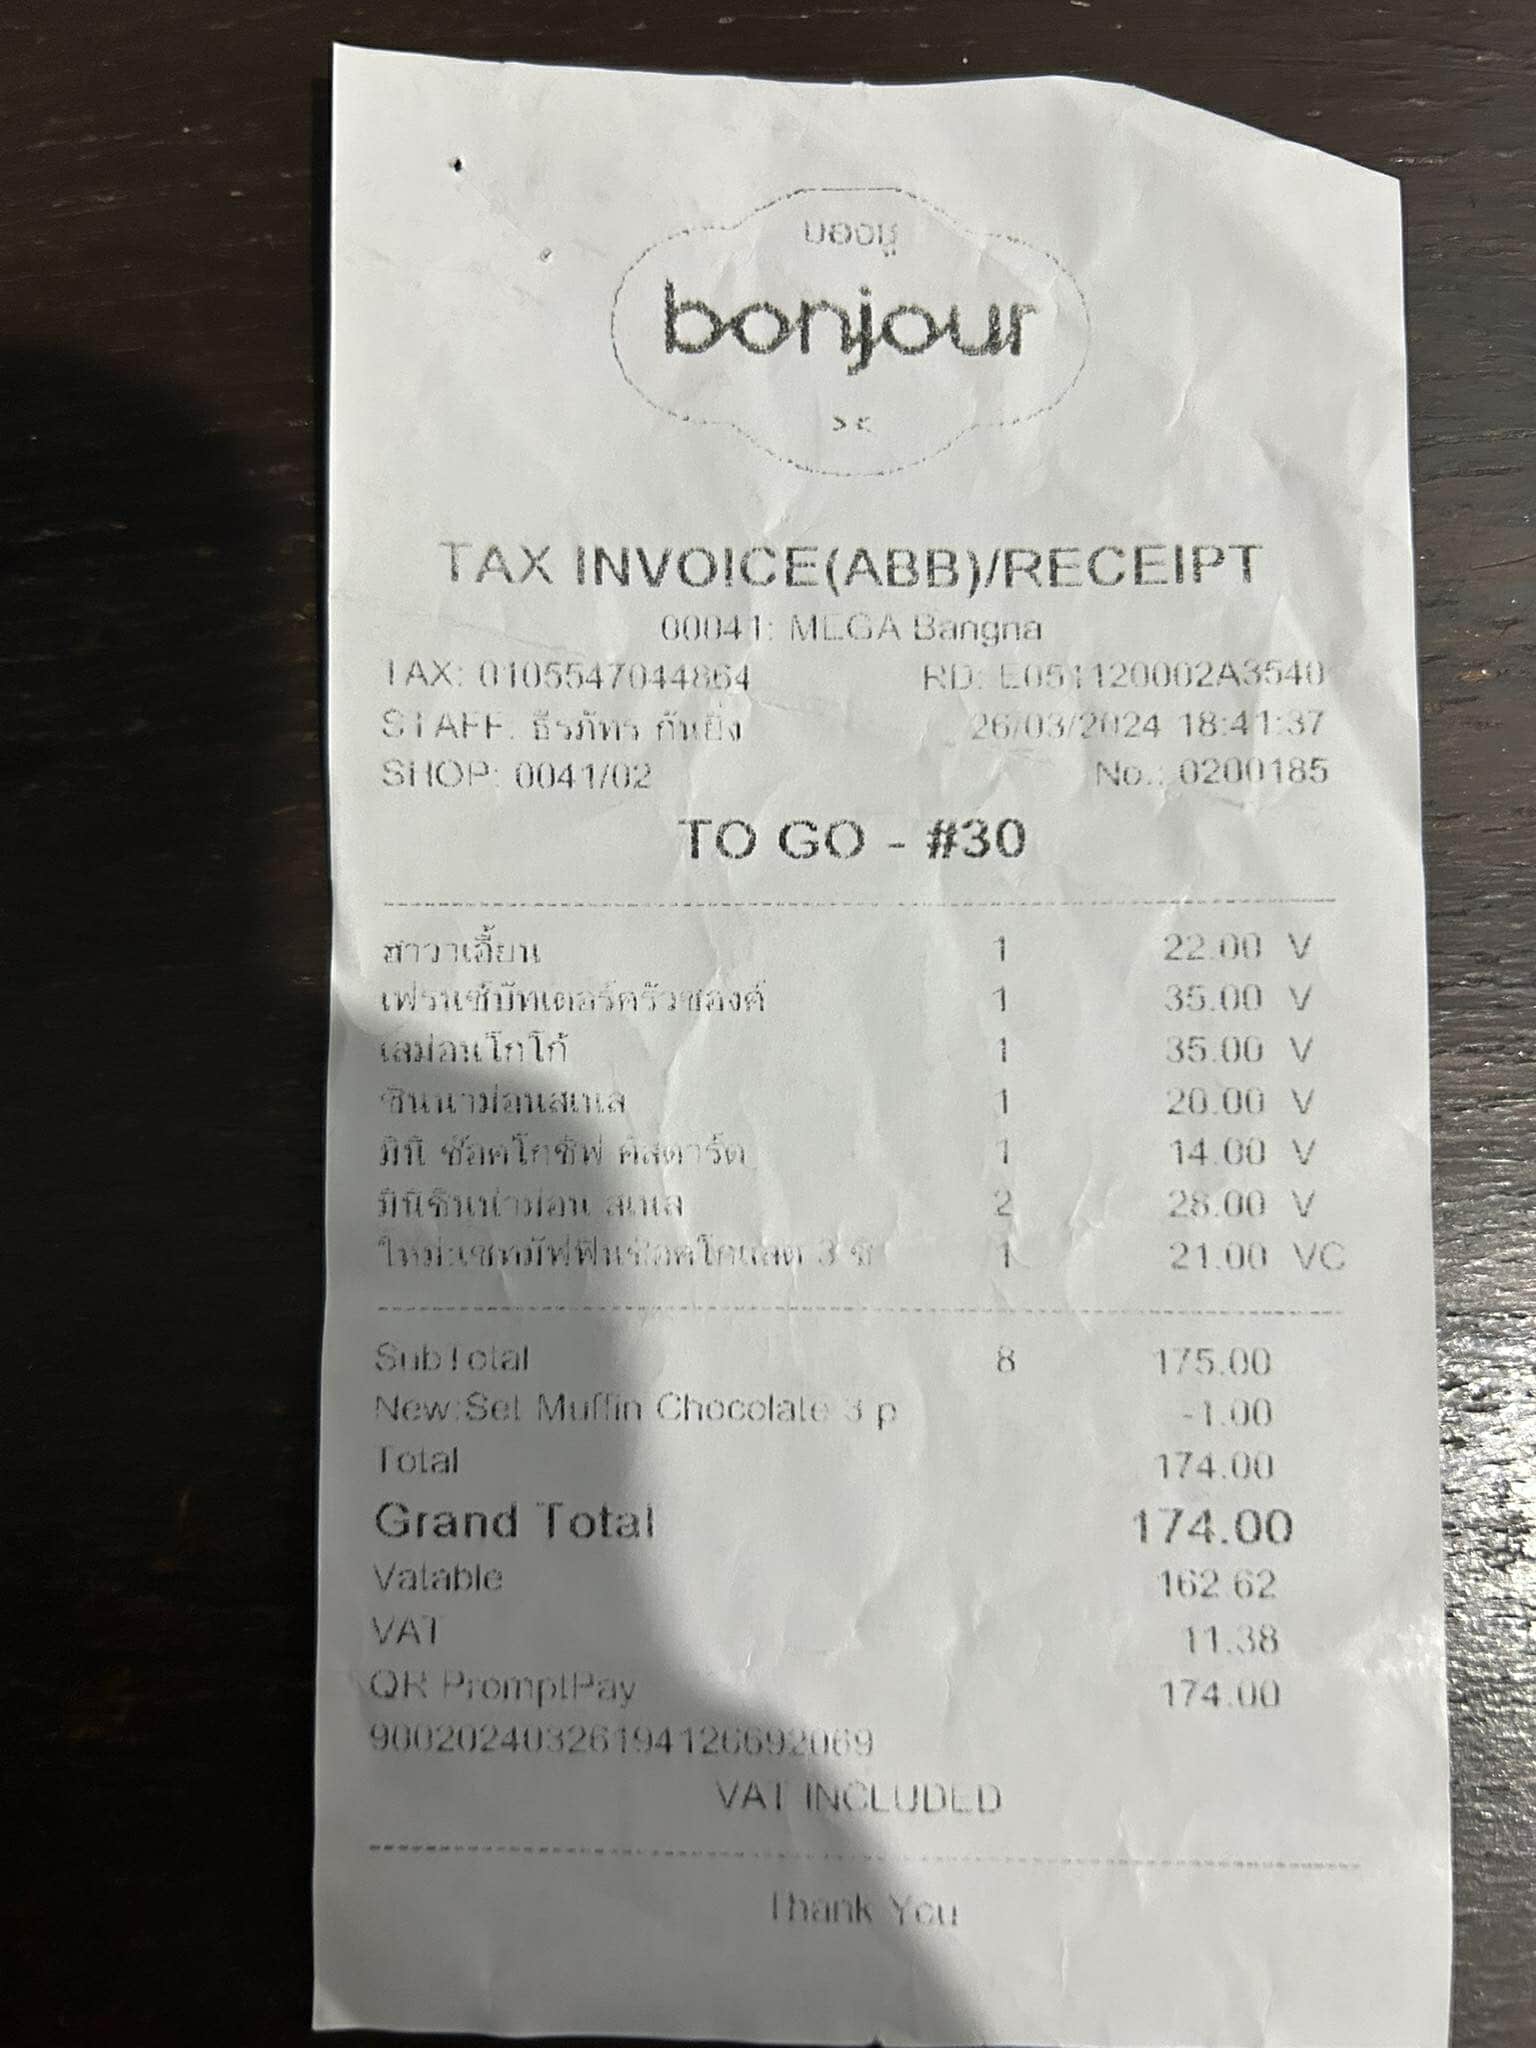 บองชู
bonjour
TAX INVOICE(ABB)/RECEIPT
00041: MEGA Bangna
TAX: 0105547044864 RD: E051120002A3540
STAFF: ธีรภัทร กันยิ่ง 26/03/2024 18:41:37
SHOP: 0041/02 No.: 0200185
TO GO - #30
ฮาวาเอี้ยน 1 22.00 V
เฟรนช์บัทเตอร์ครัวซองค์ 1 35.00 V
เลม่อนโกโก้ 1 35.00 V
ซินนาม่อนสเนล 1 20.00 V
มินิ ช๊อคโกชิฟ คัสตาร์ด 1 14.00 V
มินิซินนาม่อน สเนล 2 28.00 V
ใหม่:เซตมัฟฟินช๊อคโกแลต 3 ชิ 1 21.00 VC
SubTotal 8 175.00
New:Set Muffin Chocolate 3 p -1.00
Total 174.00
Grand Total 174.00
Vatable 162.62
VAT 11.38
QR PromptPay 174.00
90020240326194126692069
VAT INCLUDED
Thank You